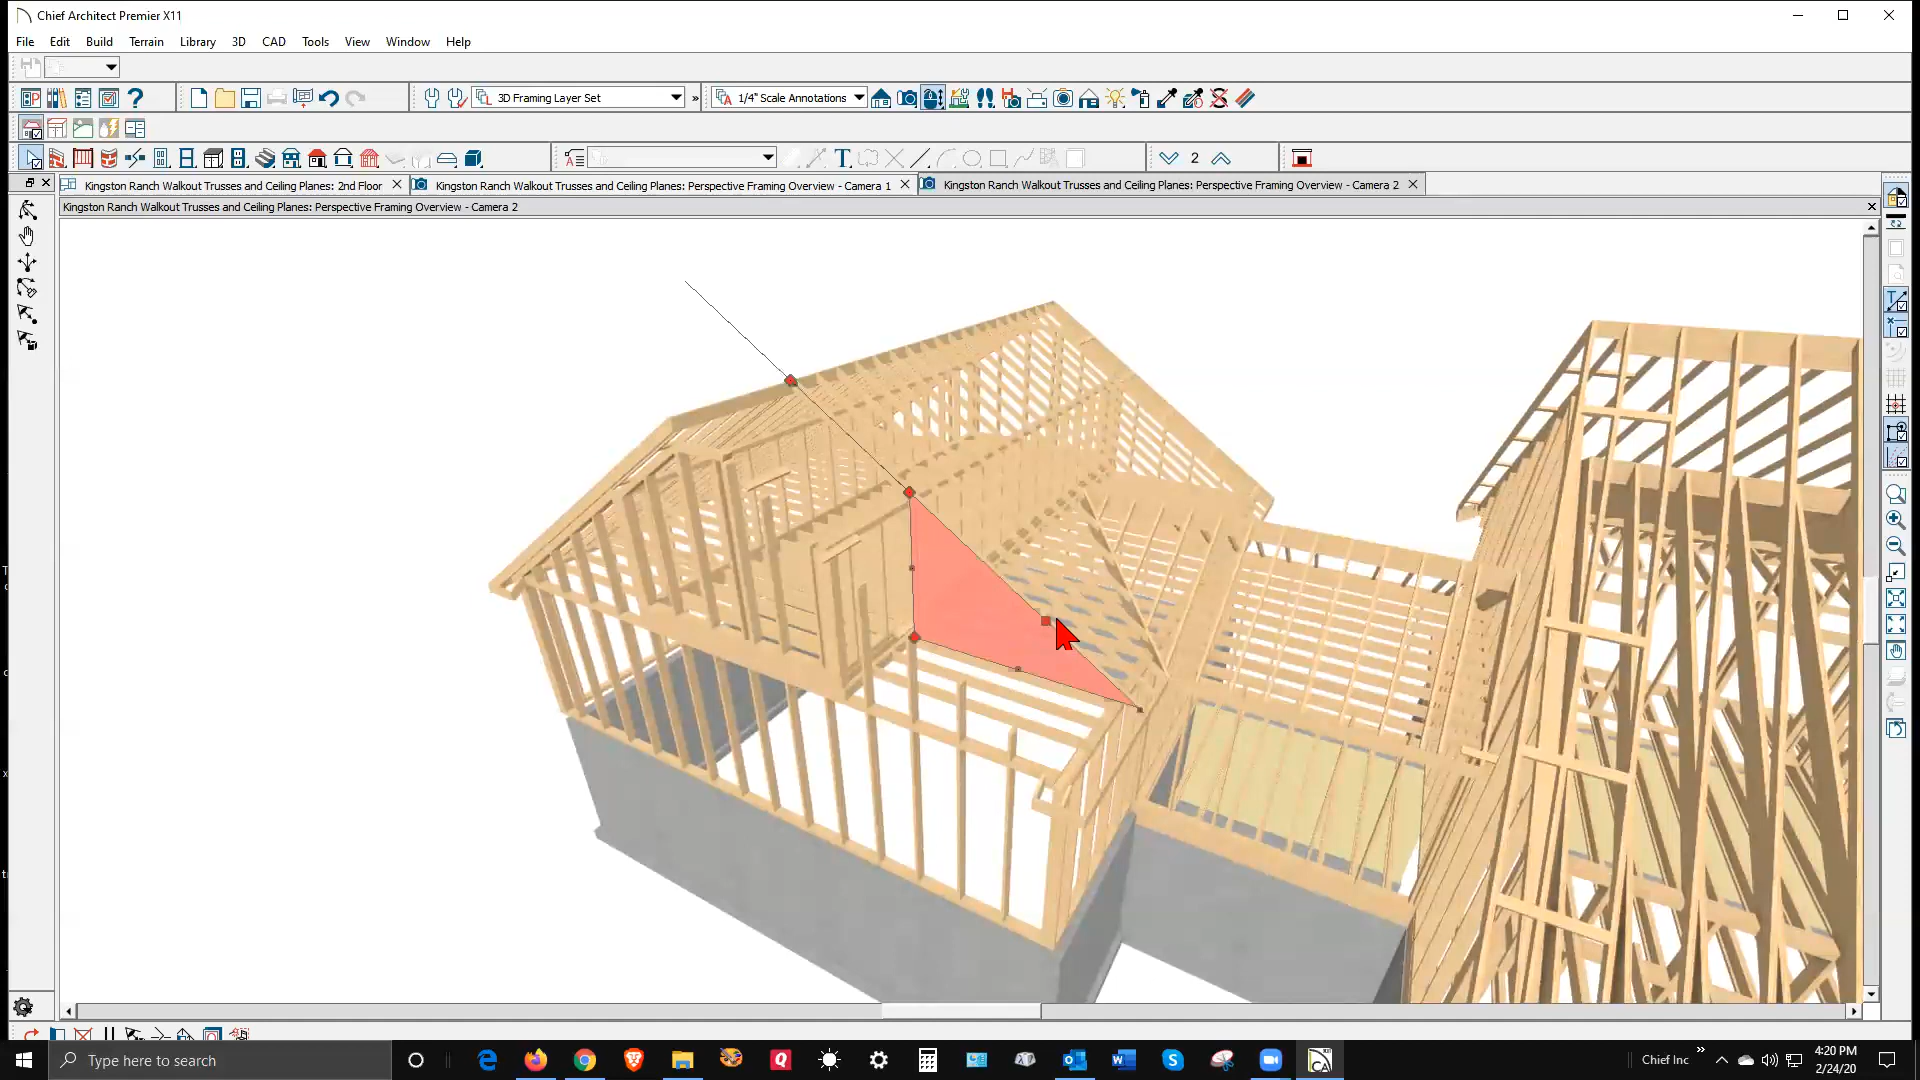 Chief Architect Premier X11
File Edit Build Terrain Library 3D CAD Tools View Window Help
3D Framing Layer Set
1/4" Scale Annotations
2
Kingston Ranch Walkout Trusses and Ceiling Planes: 2nd Floor
Kingston Ranch Walkout Trusses and Ceiling Planes: Perspective Framing Overview - Camera 1
Kingston Ranch Walkout Trusses and Ceiling Planes: Perspective Framing Overview - Camera 2
Kingston Ranch Walkout Trusses and Ceiling Planes: Perspective Framing Overview - Camera 2
Type here to search
Chief Inc
4:20 PM
2/24/20